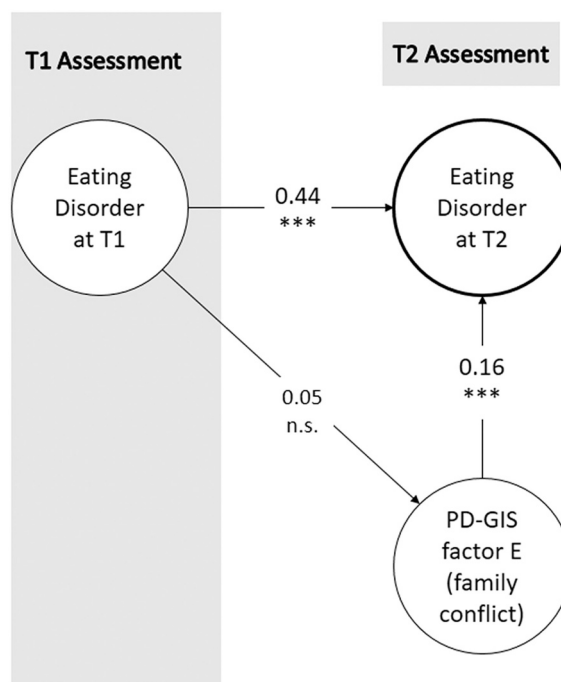 T1 Assessment
T2 Assessment
Eating
Disorder
at T1
0.44
***
Eating
Disorder
at T2
0.05
n.s.
0.16
***
PD-GIS
factor E
(family
conflict)